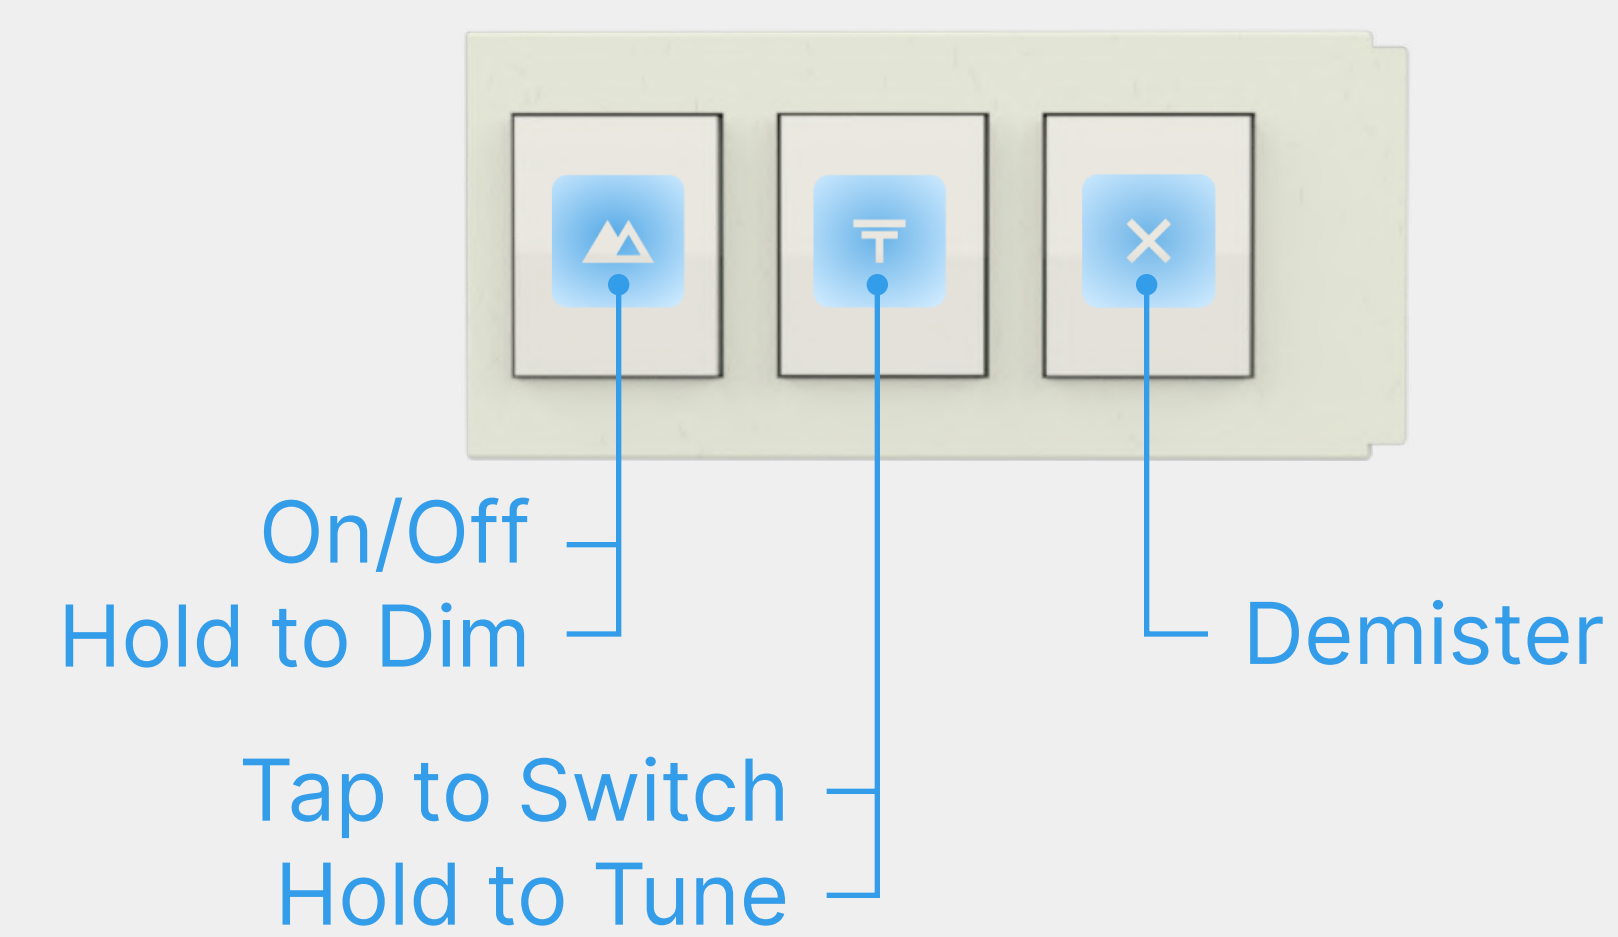 On/Off
Hold to Dim
Demister
Tap to Switch
Hold to Tune